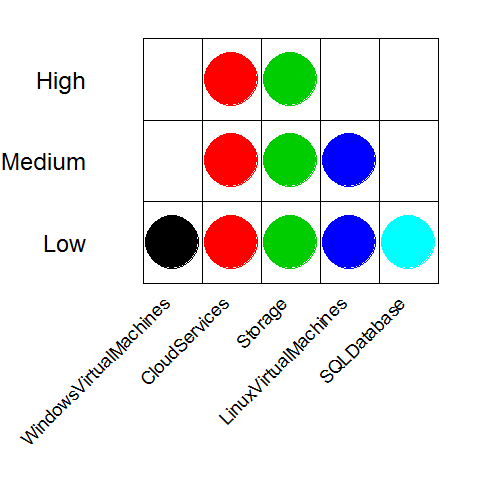 High
Medium
Low
WindowsVirtualMachines
CloudServices
Storage
LinuxVirtualMachines
SQLDatabase